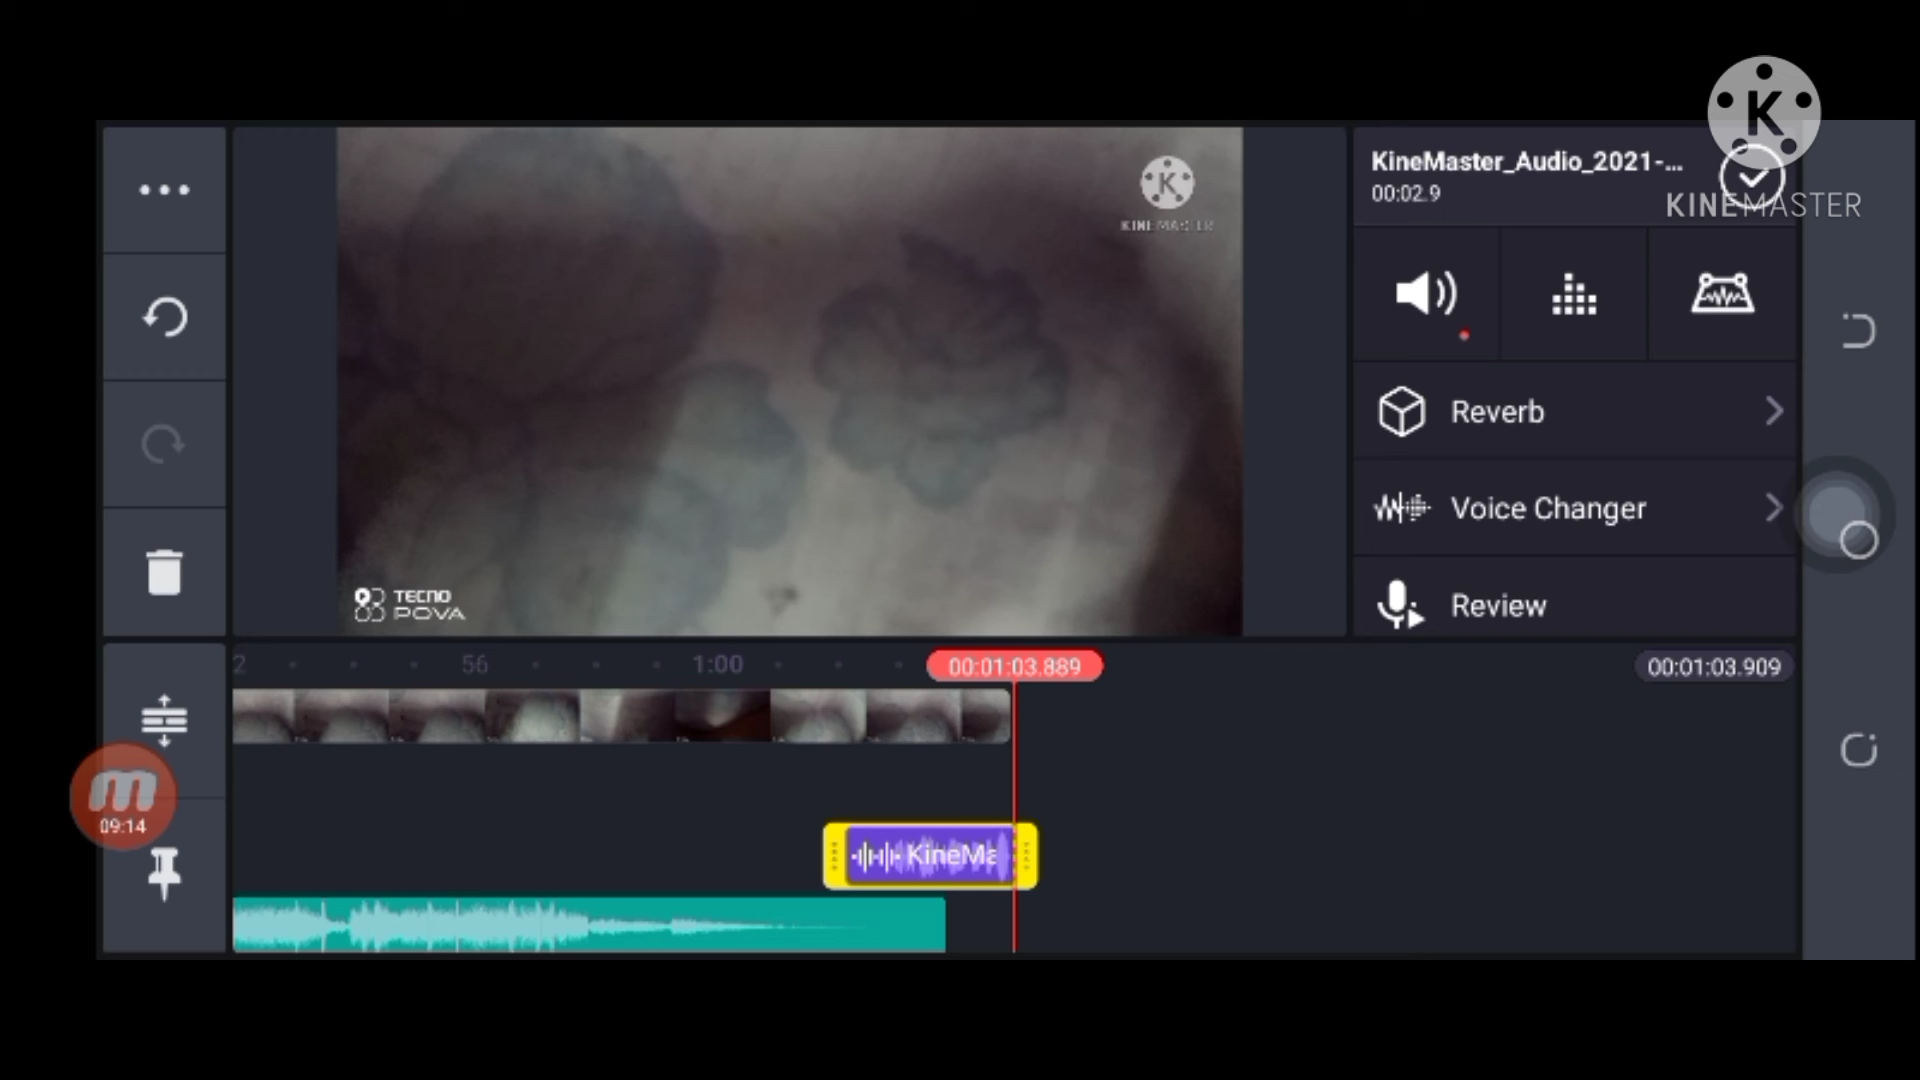 K
KINEMASTER
KineMaster_Audio_2021-...
00:02.9
K
KINEMASTER
Reverb
Voice Changer
Review
TECNO
POVA
2
56
1:00
00:01:03.889
00:01:03.909
m
09:14
KineMa